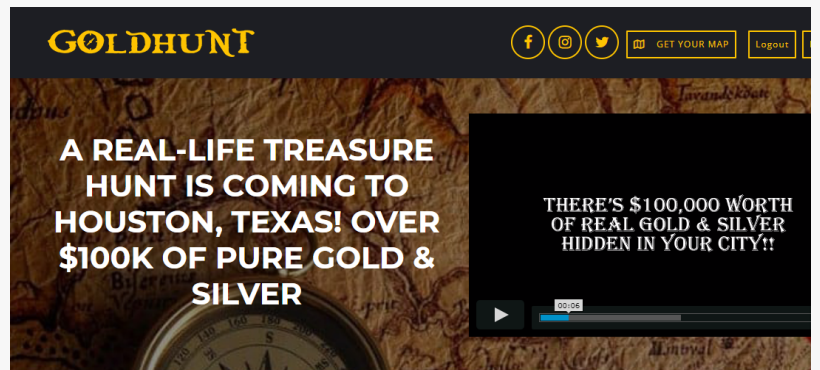 GOLDHUNT
GET YOUR MAP
Logout
A REAL-LIFE TREASURE
HUNT IS COMING TO
HOUSTON, TEXAS! OVER
$100K OF PURE GOLD &
SILVER
THERE'S $100,000 WORTH
OF REAL GOLD & SILVER
HIDDEN IN YOUR CITY!!
00:06
160
S